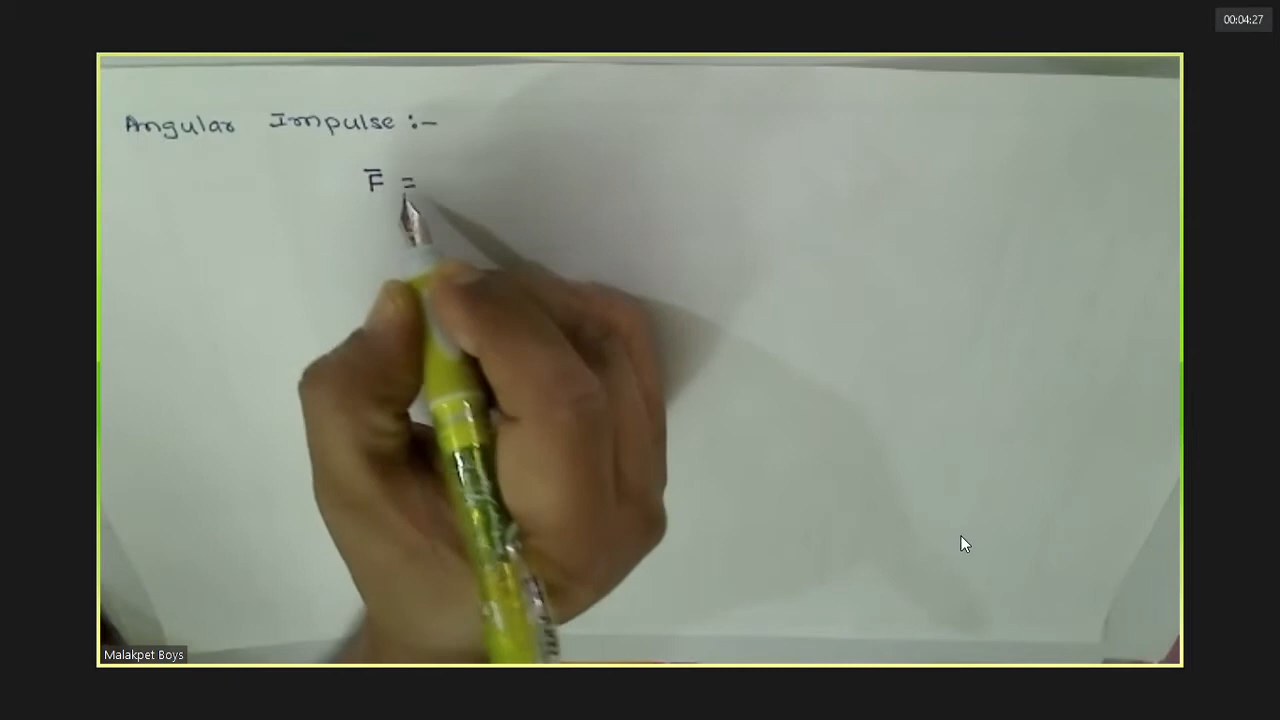 00:04:27
Angular Impulse :-
F̄ =
Malakpet Boys